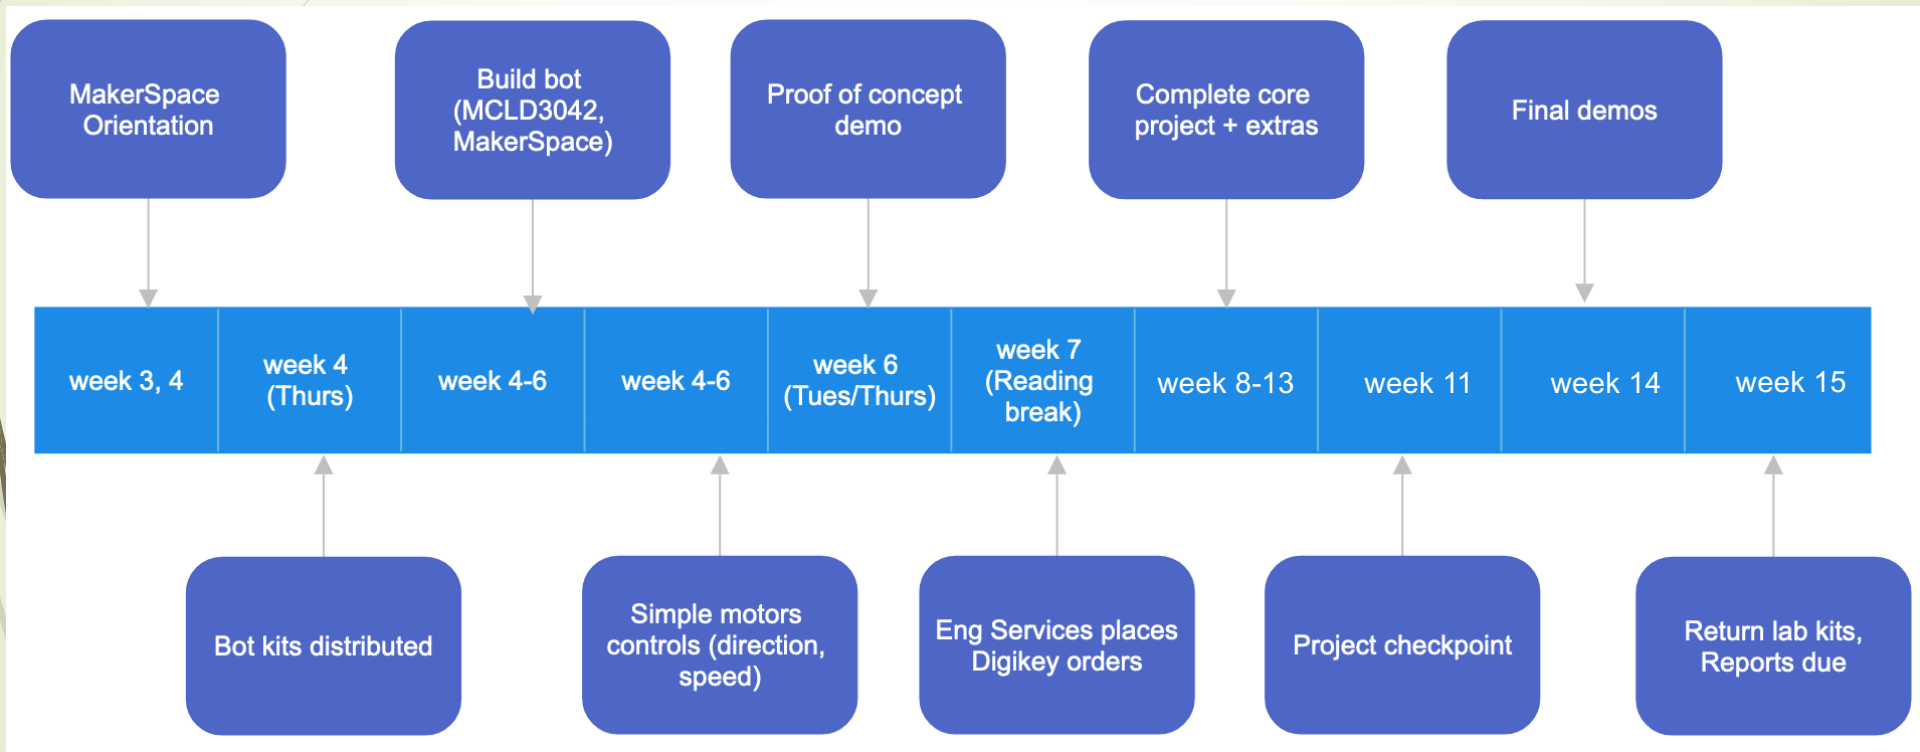 MakerSpace
Orientation
Build bot
(MCLD3042,
MakerSpace)
Proof of concept
demo
Complete core
project + extras
Final demos
week 3, 4
week 4
(Thurs)
week 4-6
week 4-6
week 6
(Tues/Thurs)
week 7
(Reading
break)
week 8-13
week 11
week 14
week 15
Bot kits distributed
Simple motors
controls (direction,
speed)
Eng Services places
Digikey orders
Project checkpoint
Return lab kits,
Reports due